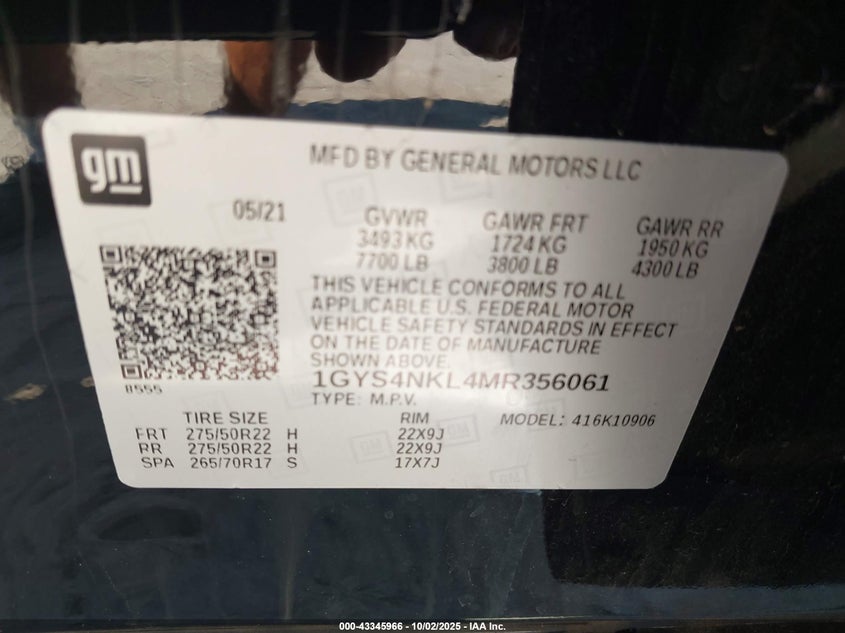 gm
MFD BY GENERAL MOTORS LLC
05/21
GVWR GAWR FRT GAWR RR
3493 KG 1724 KG 1950 KG
7700 LB 3800 LB 4300 LB
THIS VEHICLE CONFORMS TO ALL
APPLICABLE U.S. FEDERAL MOTOR
VEHICLE SAFETY STANDARDS IN EFFECT
ON THE DATE OF MANUFACTURE
SHOWN ABOVE.
8555
1GYS4NKL4MR356061
TYPE: M.P.V.
TIRE SIZE RIM MODEL: 416K10906
FRT 275/50R22 H 22X9J
RR 275/50R22 H 22X9J
SPA 265/70R17 S 17X7J
000-43345966 - 10/02/2025 - IAA Inc.